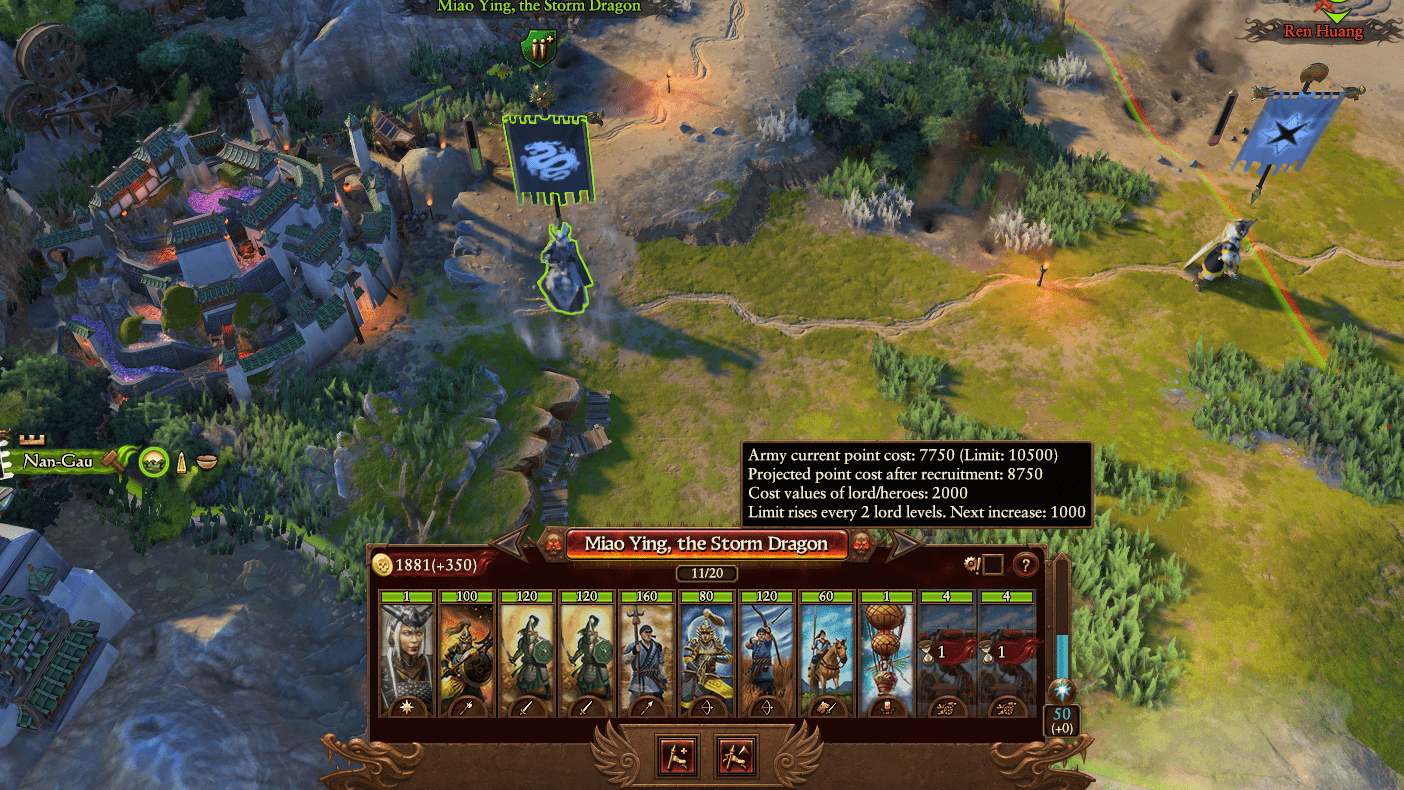 Miao Ying, the Storm Dragon
Ren Huang
Nan-Gau
Army current point cost: 7750 (Limit: 10500)
Projected point cost after recruitment: 8750
Cost values of lord/heroes: 2000
Limit rises every 2 lord levels. Next increase: 1000
Miao Ying, the Storm Dragon
1881(+350)
11/20
?
1 100 120 120 160 80 120 60 1 4 4
1 1
50
(+0)